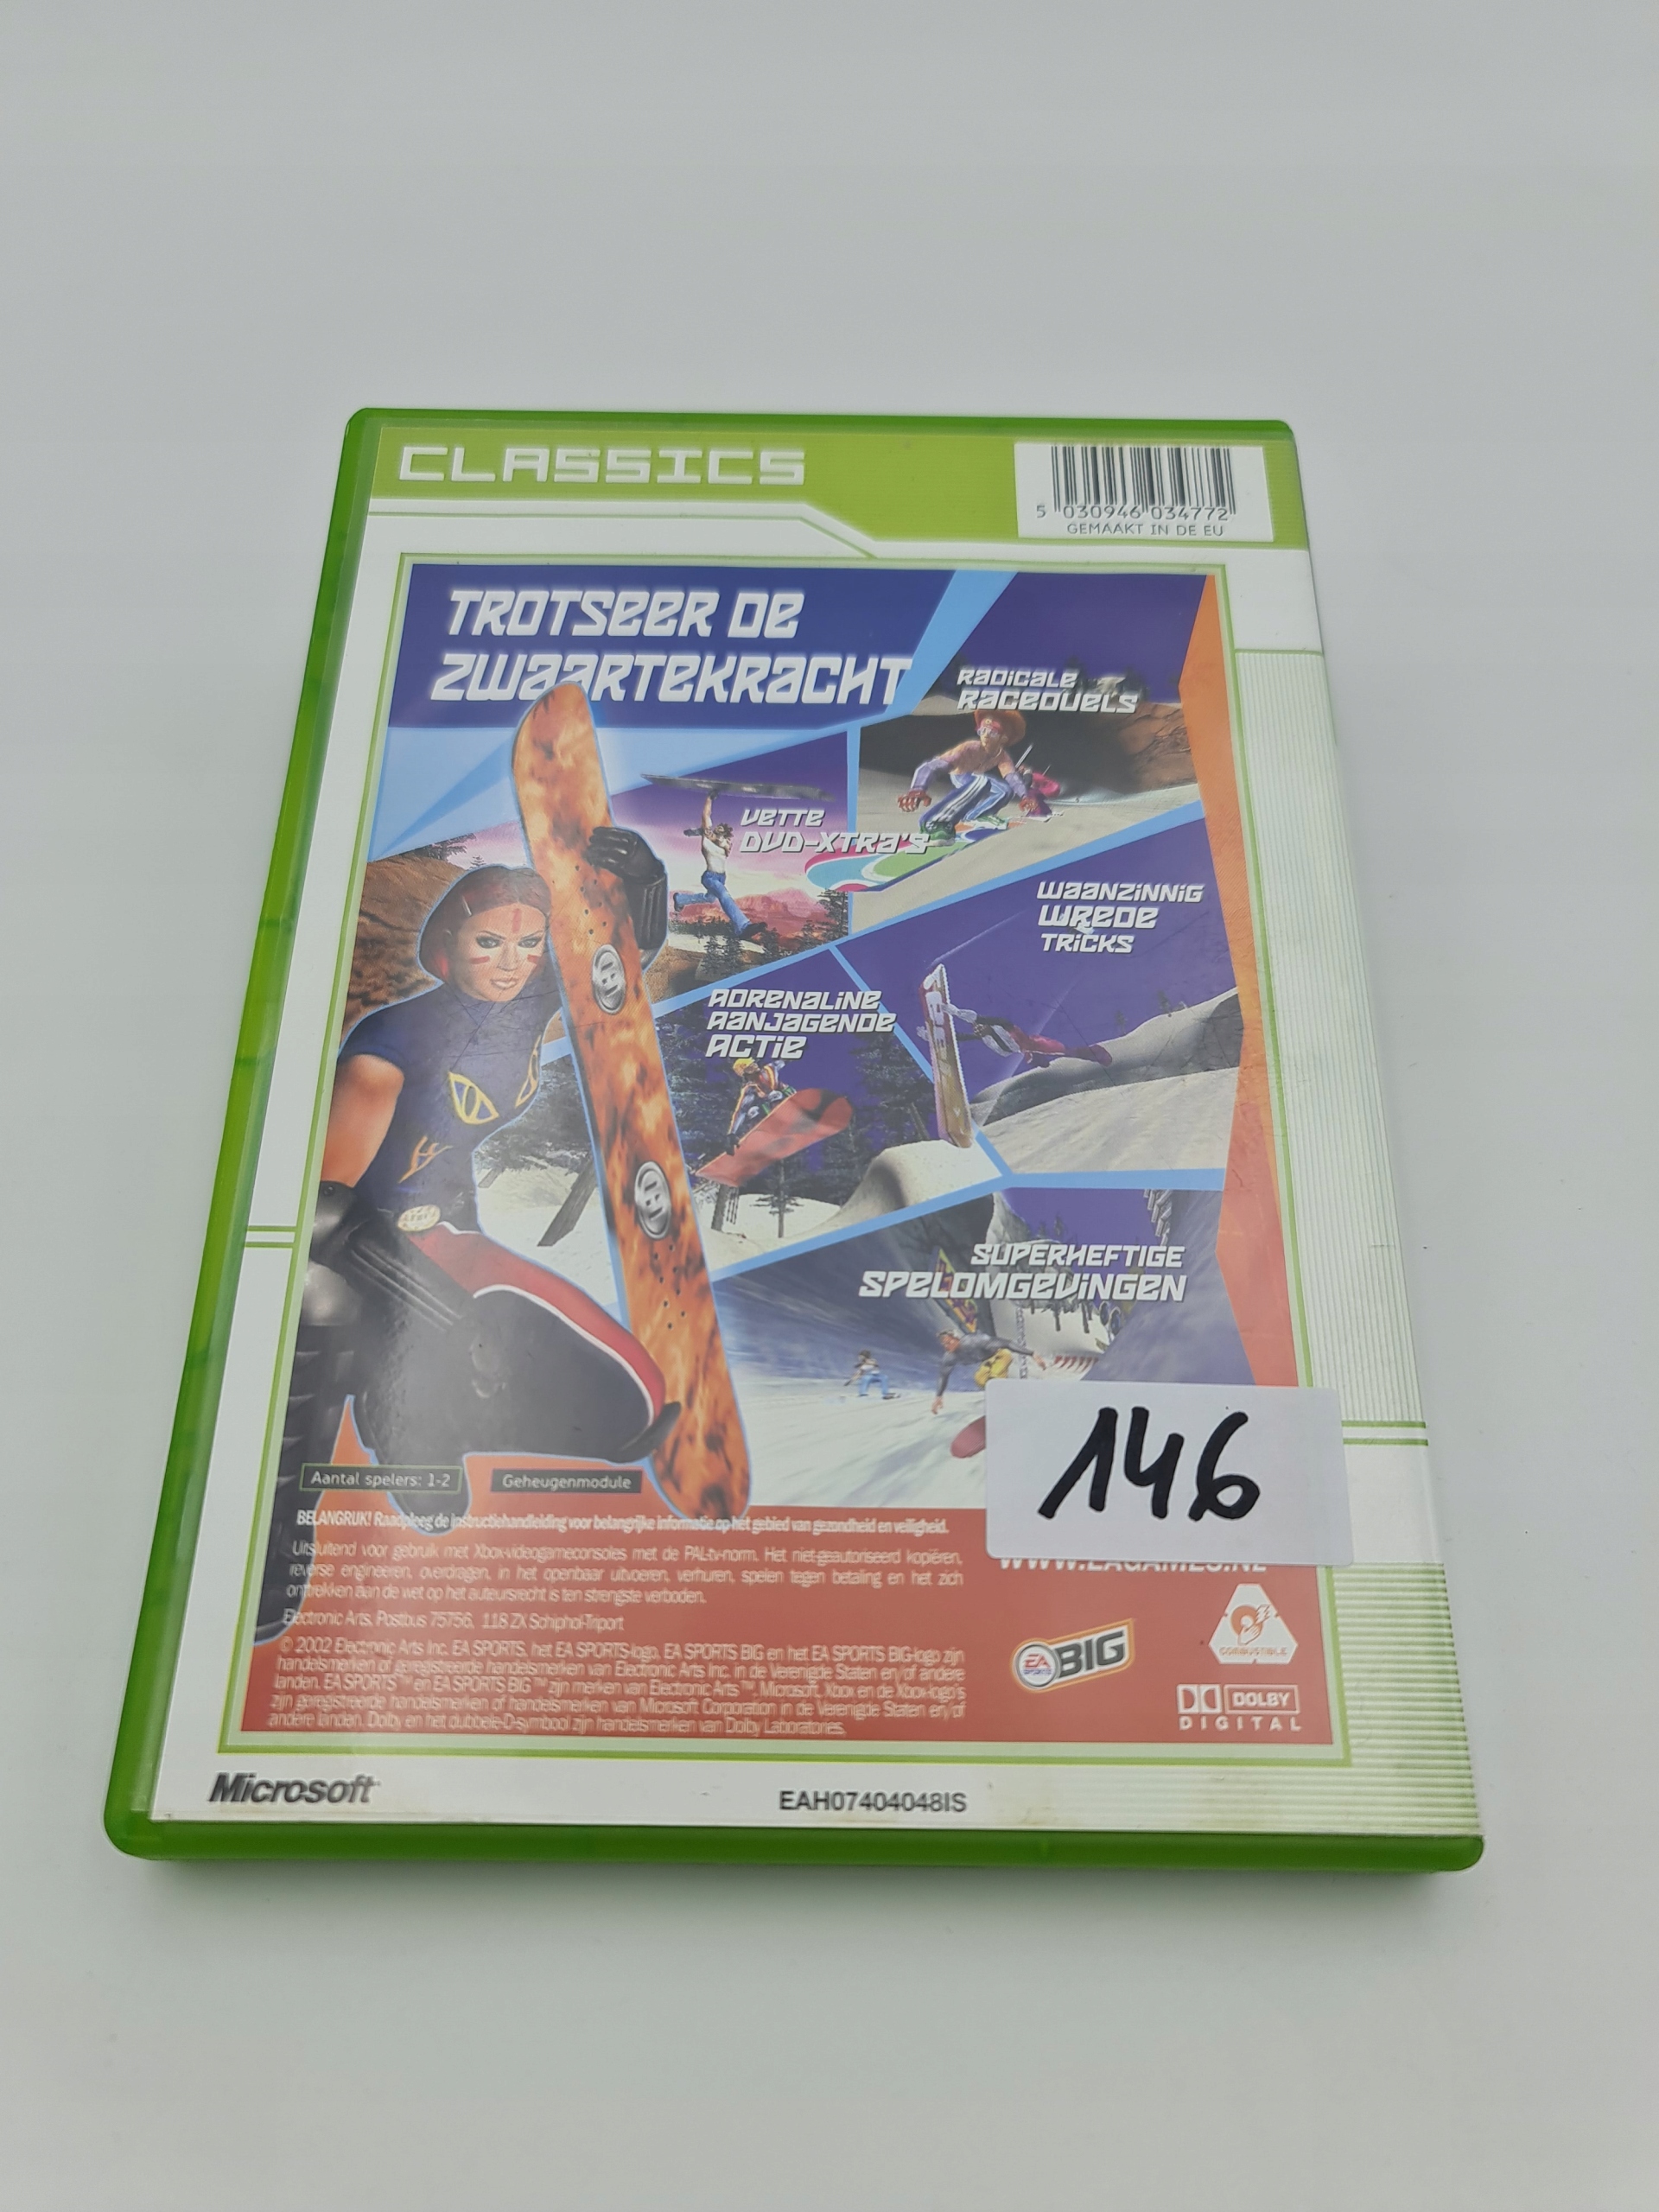 CLASSICS
5 030946 034772
GEMAAKT IN DE EU
TROTSEER DE
ZWAARTEKRACHT
RADICALE
RACEDUELS
VETTE
DVD-XTRA'S
WAANZINNIG
WREDE
TRICKS
ADRENALINE
AANJAGENDE
ACTIE
SUPERHEFTIGE
SPELOMGEVINGEN
146
Aantal spelers: 1-2
Geheugenmodule
BELANGRIJK! Raadpleeg de instructiehandleiding voor belangrijke informatie op het gebied van gezondheid en veiligheid.
WWW.EAGAMES.NL
Uitsluitend voor gebruik met Xbox-videogameconsoles met de PAL-tv-norm. Het niet-geautoriseerd kopiëren,
reverse engineeren, overdragen, in het openbaar uitvoeren, verhuren, spelen tegen betaling en het zich
onttrekken aan de wet op het auteursrecht is ten strengste verboden.
Electronic Arts, Postbus 75756, 118 ZX Schiphol-Triport
© 2002 Electronic Arts Inc. EA SPORTS, het EA SPORTS-logo, EA SPORTS BIG en het EA SPORTS BIG-logo zijn
handelsmerken of geregistreerde handelsmerken van Electronic Arts Inc. in de Verenigde Staten en/of andere
landen. EA SPORTS™ en EA SPORTS BIG™ zijn merken van Electronic Arts™. Microsoft, Xbox en de Xbox-logo's
zijn geregistreerde handelsmerken of handelsmerken van Microsoft Corporation in de Verenigde Staten en/of
andere landen. Dolby en het dubbele-D-symbool zijn handelsmerken van Dolby Laboratories.
EA SPORTS BIG
COMBUSTIBLE
DOLBY
DIGITAL
Microsoft
EAH07404048IS